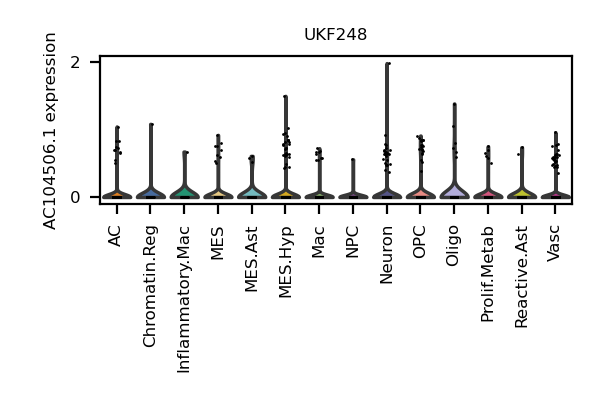 UKF248
AC104506.1 expression
2
0
AC
Chromatin.Reg
Inflammatory.Mac
MES
MES.Ast
MES.Hyp
Mac
NPC
Neuron
OPC
Oligo
Prolif.Metab
Reactive.Ast
Vasc